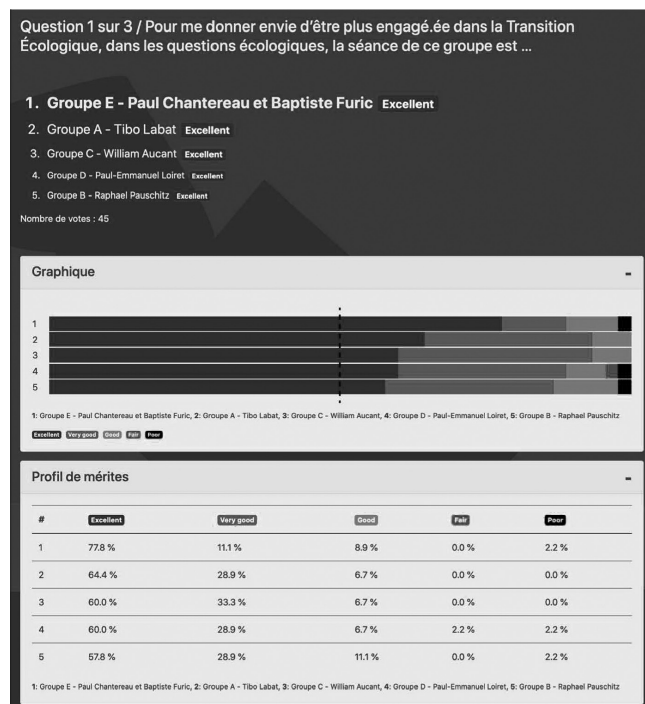 Question 1 sur 3 / Pour me donner envie d'être plus engagé.ée dans la Transition
Écologique, dans les questions écologiques, la séance de ce groupe est ...
1. Groupe E - Paul Chantereau et Baptiste Furic Excellent
2. Groupe A - Tibo Labat Excellent
3. Groupe C - William Aucant Excellent
4. Groupe D - Paul-Emmanuel Loiret Excellent
5. Groupe B - Raphael Pauschitz Excellent
Nombre de votes : 45
Graphique -
1
2
3
4
5
1: Groupe E - Paul Chantereau et Baptiste Furic, 2: Groupe A - Tibo Labat, 3: Groupe C - William Aucant, 4: Groupe D - Paul-Emmanuel Loiret, 5: Groupe B - Raphael Pauschitz
Excellent Very good Good Fair Poor
Profil de mérites -
# Excellent Very good Good Fair Poor
1 77.8 % 11.1 % 8.9 % 0.0 % 2.2 %
2 64.4 % 28.9 % 6.7 % 0.0 % 0.0 %
3 60.0 % 33.3 % 6.7 % 0.0 % 0.0 %
4 60.0 % 28.9 % 6.7 % 2.2 % 2.2 %
5 57.8 % 28.9 % 11.1 % 0.0 % 2.2 %
1: Groupe E - Paul Chantereau et Baptiste Furic, 2: Groupe A - Tibo Labat, 3: Groupe C - William Aucant, 4: Groupe D - Paul-Emmanuel Loiret, 5: Groupe B - Raphael Pauschitz